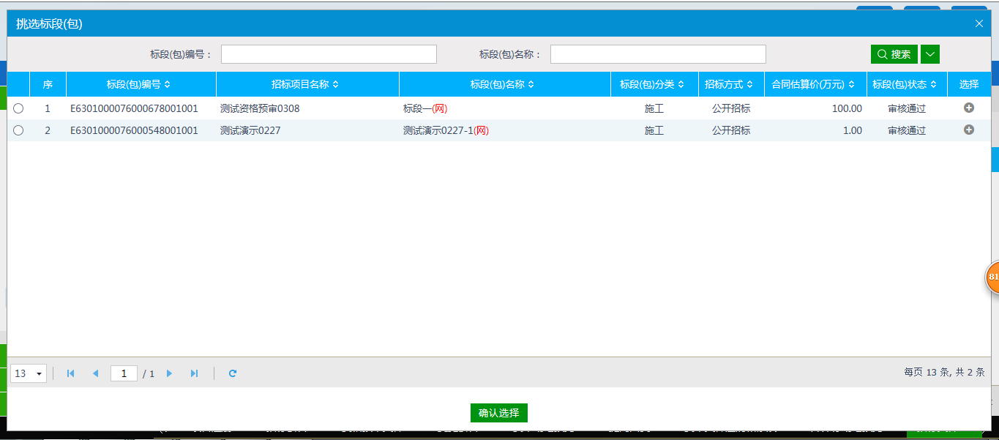 挑选标段(包)
标段(包)编号： 标段(包)名称： 搜索
序 标段(包)编号 招标项目名称 标段(包)名称 标段(包)分类 招标方式 合同估算价(万元) 标段(包)状态 选择
1 E6301000076000678001001 测试资格预审0308 标段一(网) 施工 公开招标 100.00 审核通过
2 E6301000076000548001001 测试演示0227 测试演示0227-1(网) 施工 公开招标 1.00 审核通过
81
13 1 / 1 每页 13 条, 共 2 条
确认选择